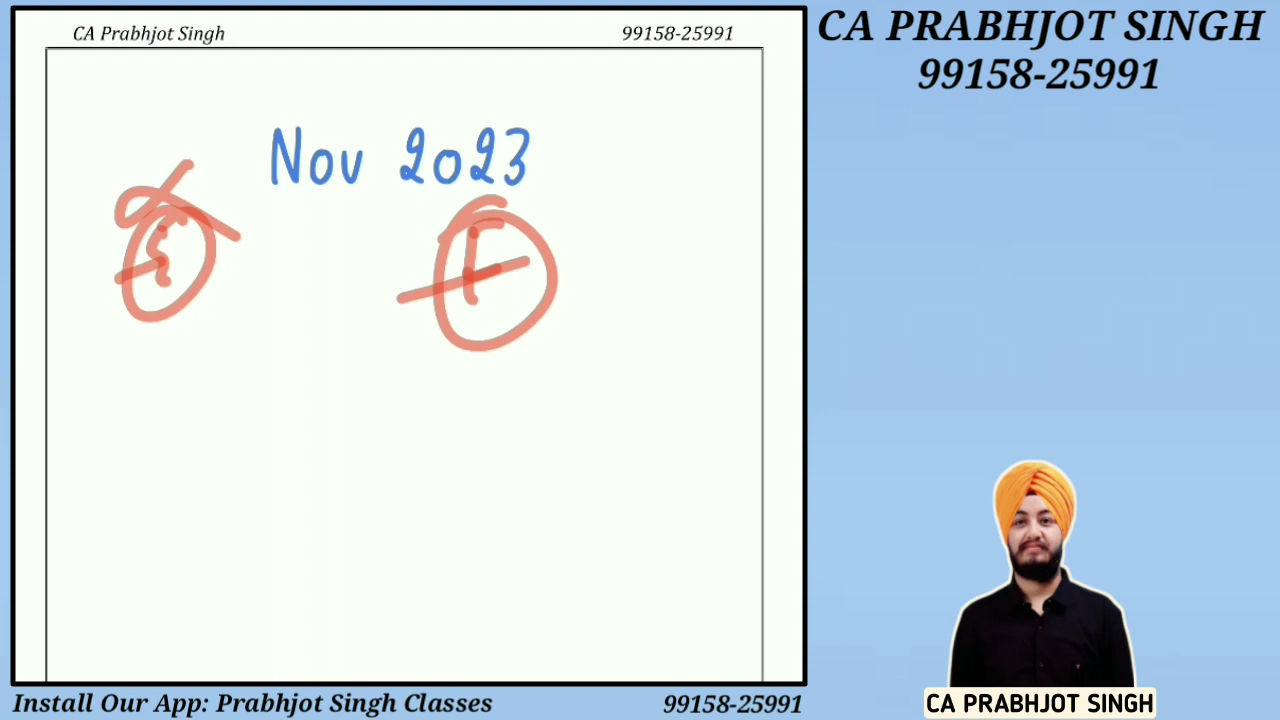 CA Prabhjot Singh 99158-25991
CA PRABHJOT SINGH
99158-25991
Nov 2023
CA PRABHJOT SINGH
Install Our App: Prabhjot Singh Classes 99158-25991